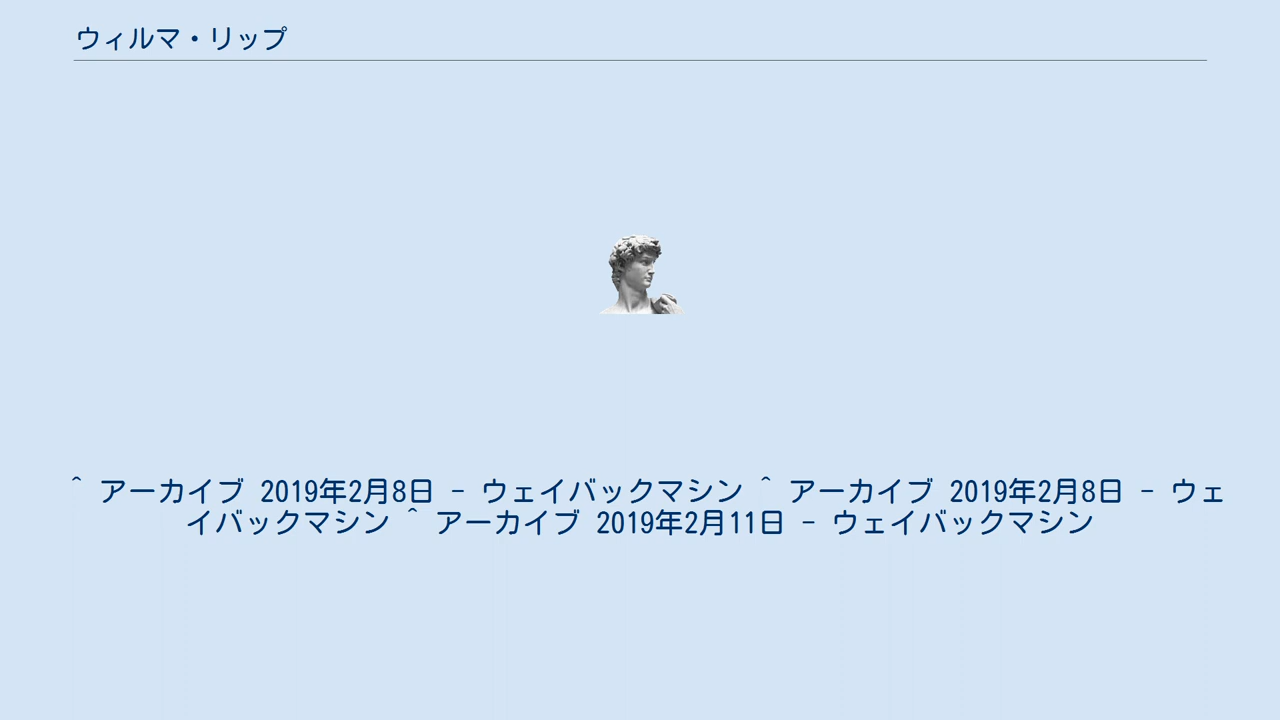 ウィルマ・リップ
^ アーカイブ 2019年2月8日 - ウェイバックマシン ^ アーカイブ 2019年2月8日 - ウェ
イバックマシン ^ アーカイブ 2019年2月11日 - ウェイバックマシン